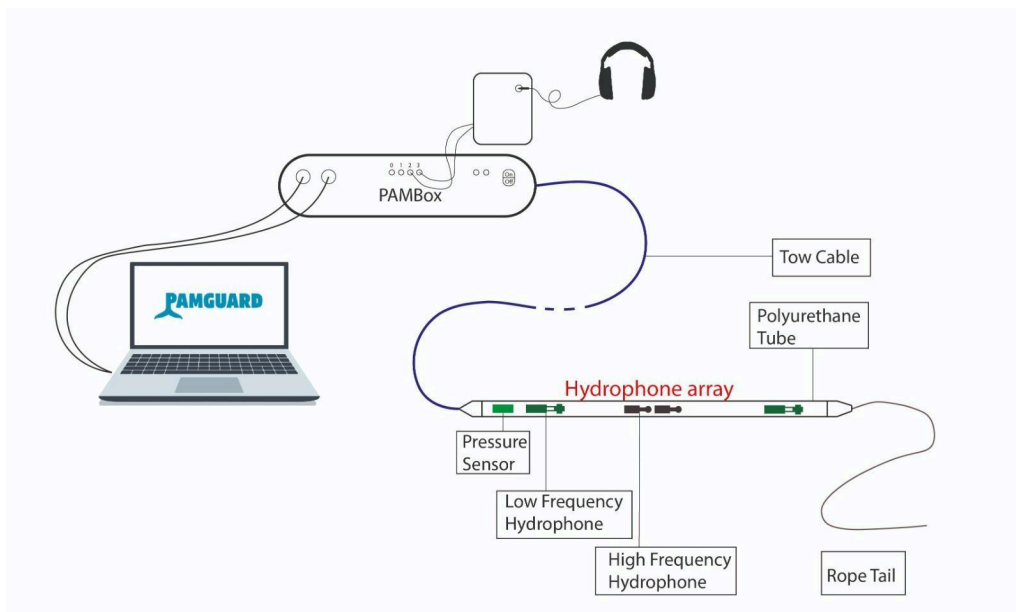 0 1 2 3
On
Off
PAMBox
Tow Cable
PAMGUARD
Polyurethane
Tube
Hydrophone array
Pressure
Sensor
Low Frequency
Hydrophone
High Frequency
Hydrophone
Rope Tail